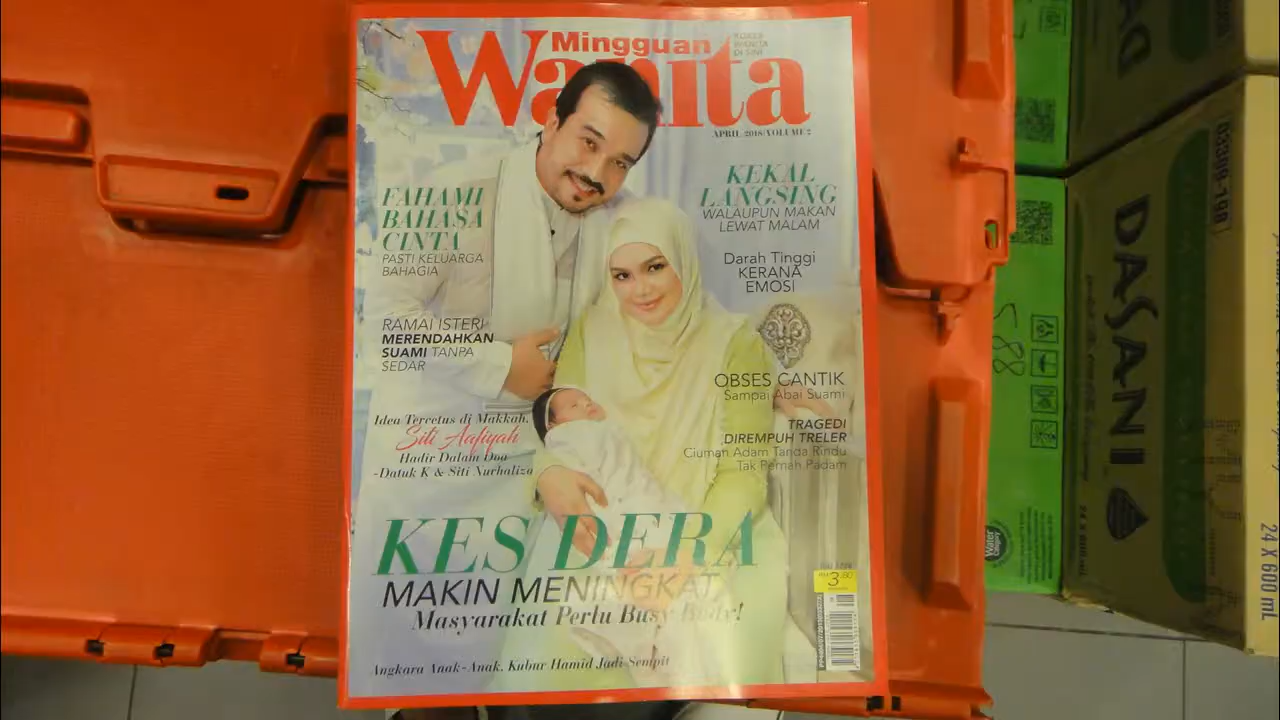 Mingguan
Wanita
APRIL 2018/VOLUME 2
KEKAL
LANGSING
WALAUPUN MAKAN
LEWAT MALAM
FAHAMI
BAHASA
CINTA
PASTI KELUARGA
BAHAGIA
Darah Tinggi
KERANA
EMOSI
RAMAI ISTERI
MERENDAHKAN
SUAMI TANPA
SEDAR
OBSES CANTIK
Sampai Abai Suami
Idea Tercetus di Makkah,
Siti Aafiyah
Hadir Dalam Doa
-Datuk K & Siti Nurhaliza
TRAGEDI
DIREMPUH TRELER
Ciuman Adam Tanda Rindu
Tak Pernah Padam
KES DERA
MAKIN MENINGKAT,
Masyarakat Perlu Busy Body!
Angkara Anak-Anak, Kubur Hamid Jadi Sempit
3.80
DASANI
24 X 600 mL
03308-198
Water